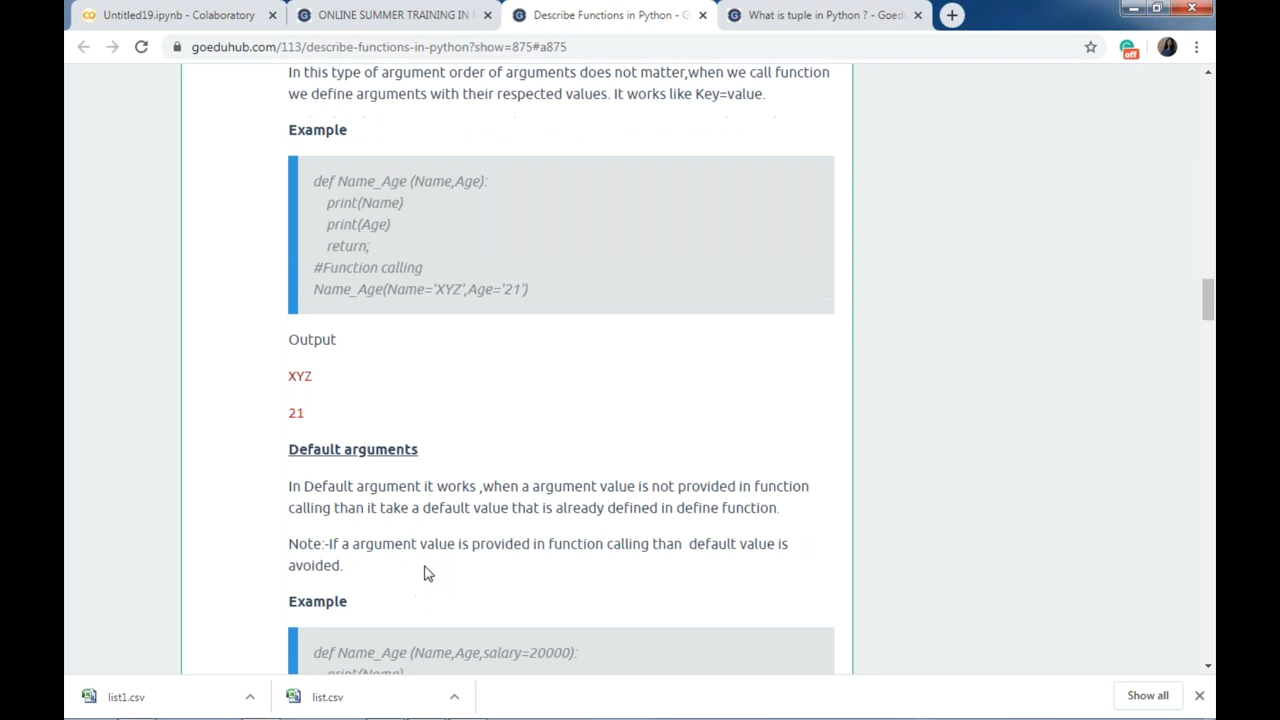 Untitled19.ipynb - Colaboratory
ONLINE SUMMER TRAINING IN
Describe Functions in Python - G
What is tuple in Python ? - Goed
goeduhub.com/113/describe-functions-in-python?show=875#a875
off
In this type of argument order of arguments does not matter,when we call function
we define arguments with their respected values. It works like Key=value.
Example
def Name_Age (Name,Age):
print(Name)
print(Age)
return;
#Function calling
Name_Age(Name='XYZ',Age='21')
Output
XYZ
21
Default arguments
In Default argument it works ,when a argument value is not provided in function
calling than it take a default value that is already defined in define function.
Note:-If a argument value is provided in function calling than default value is
avoided.
Example
def Name_Age (Name,Age,salary=20000):
print(Name)
list1.csv
list.csv
Show all